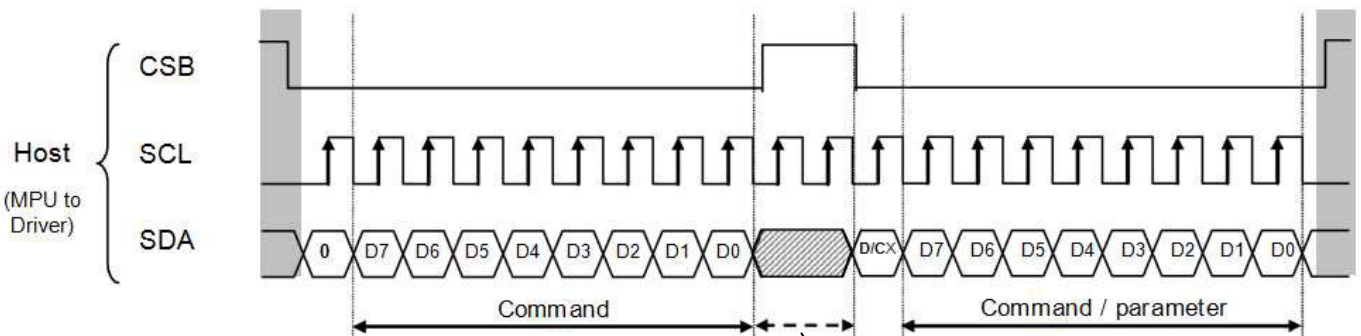 CSB
Host
SCL
(MPU to
Driver)
SDA
0 D7 D6 D5 D4 D3 D2 D1 D0 D/CX D7 D6 D5 D4 D3 D2 D1 D0
Command
Command / parameter